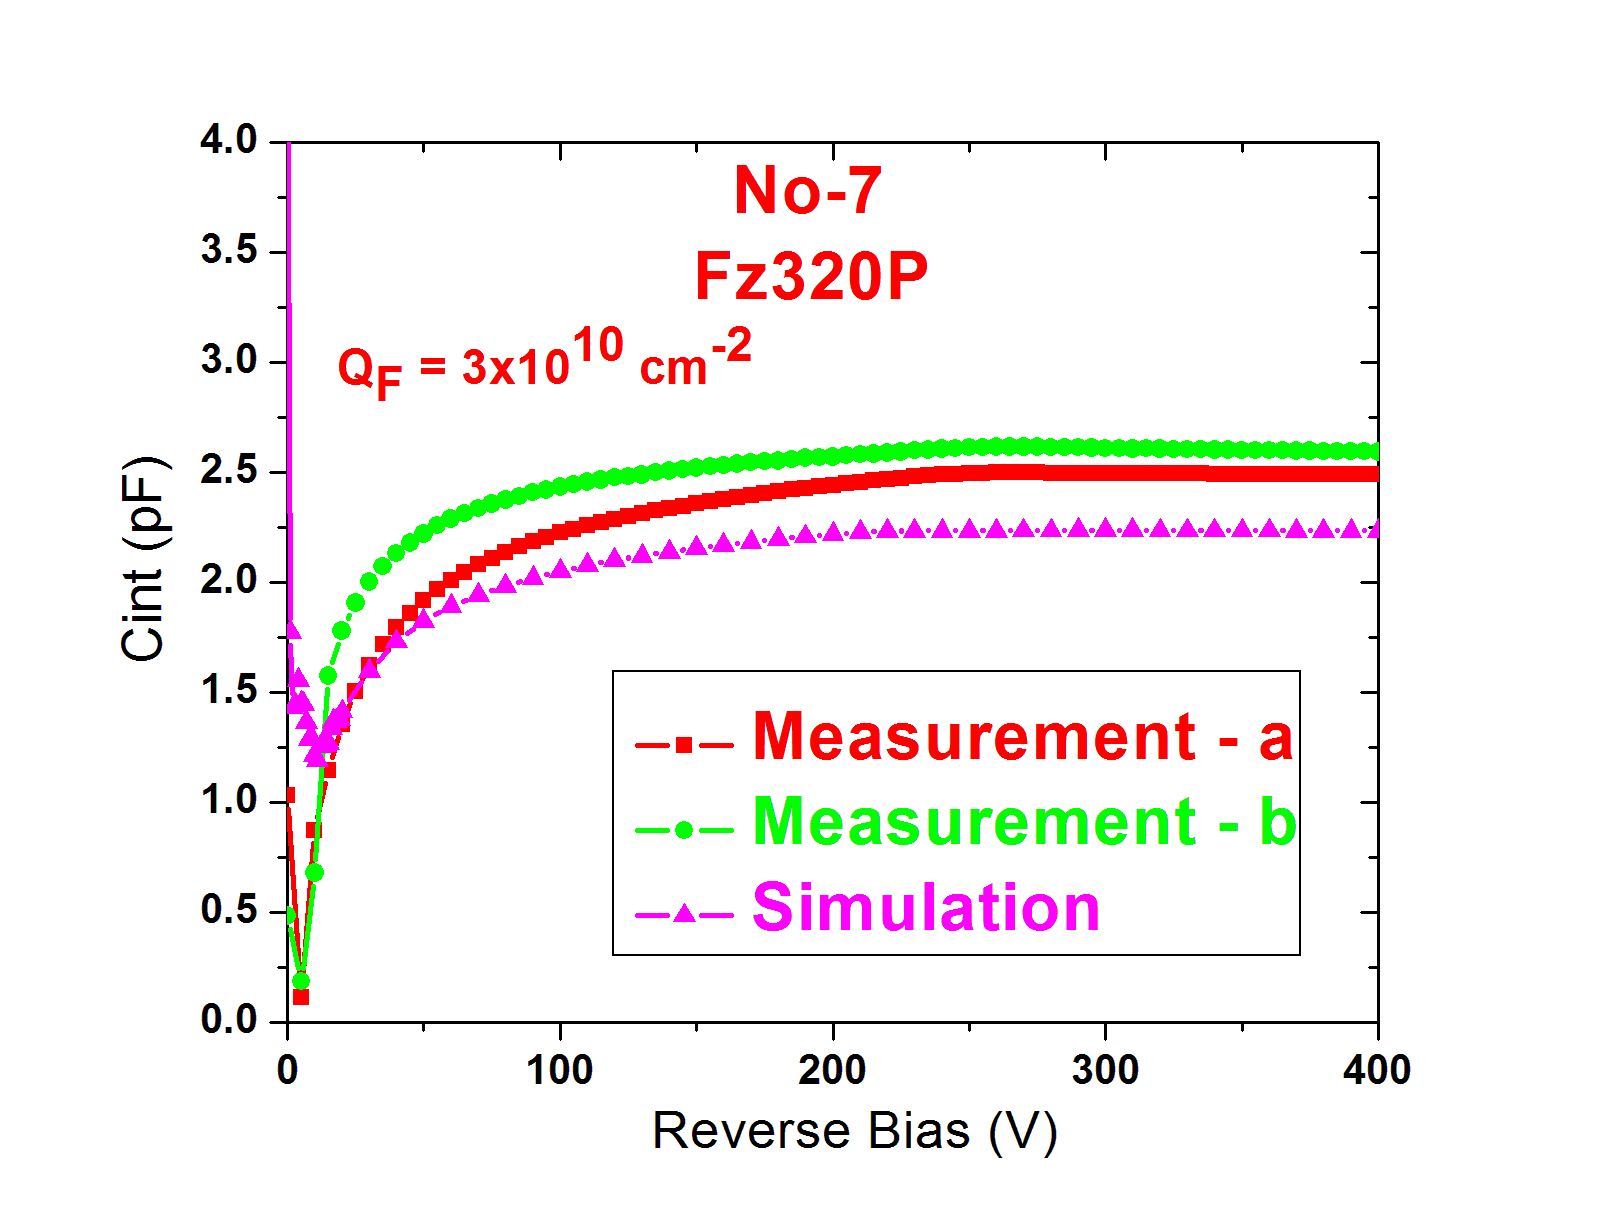 No-7
Fz320P
Q_F = 3x10^10 cm^-2
4.0
3.5
3.0
2.5
2.0
1.5
1.0
0.5
0.0
Cint (pF)
Measurement - a
Measurement - b
Simulation
0 100 200 300 400
Reverse Bias (V)